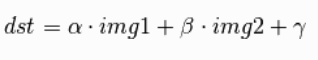 dst = α · img1 + β · img2 + γ